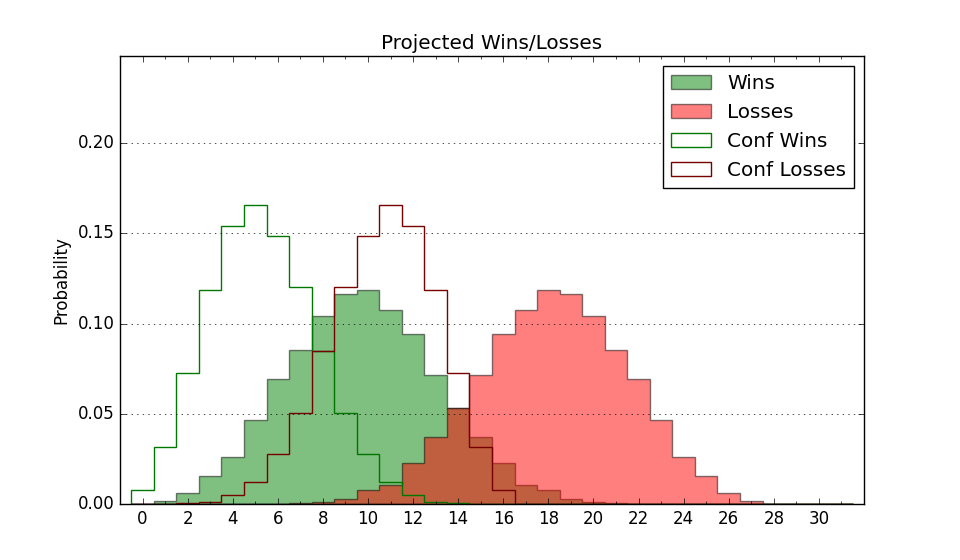 Projected Wins/Losses
Wins
Losses
Conf Wins
Conf Losses
Probability
0.20
0.15
0.10
0.05
0.00
0 2 4 6 8 10 12 14 16 18 20 22 24 26 28 30